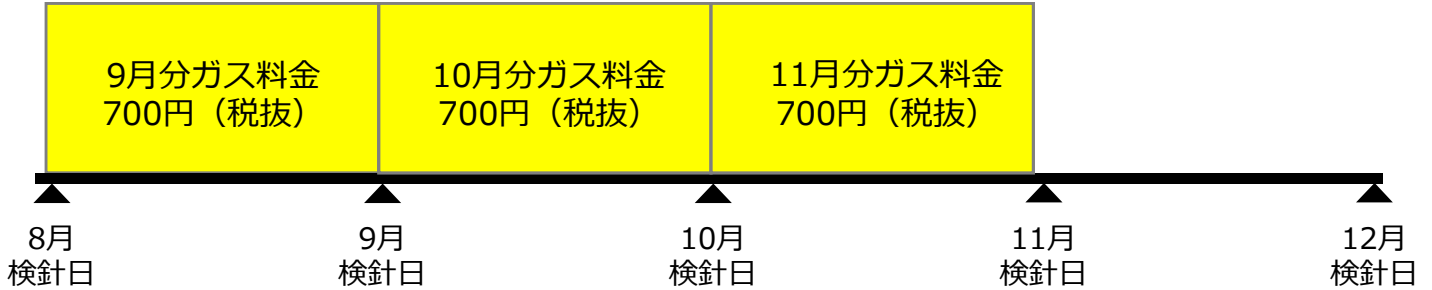 9月分ガス料金
700円（税抜）
10月分ガス料金
700円（税抜）
11月分ガス料金
700円（税抜）
8月
検針日
9月
検針日
10月
検針日
11月
検針日
12月
検針日